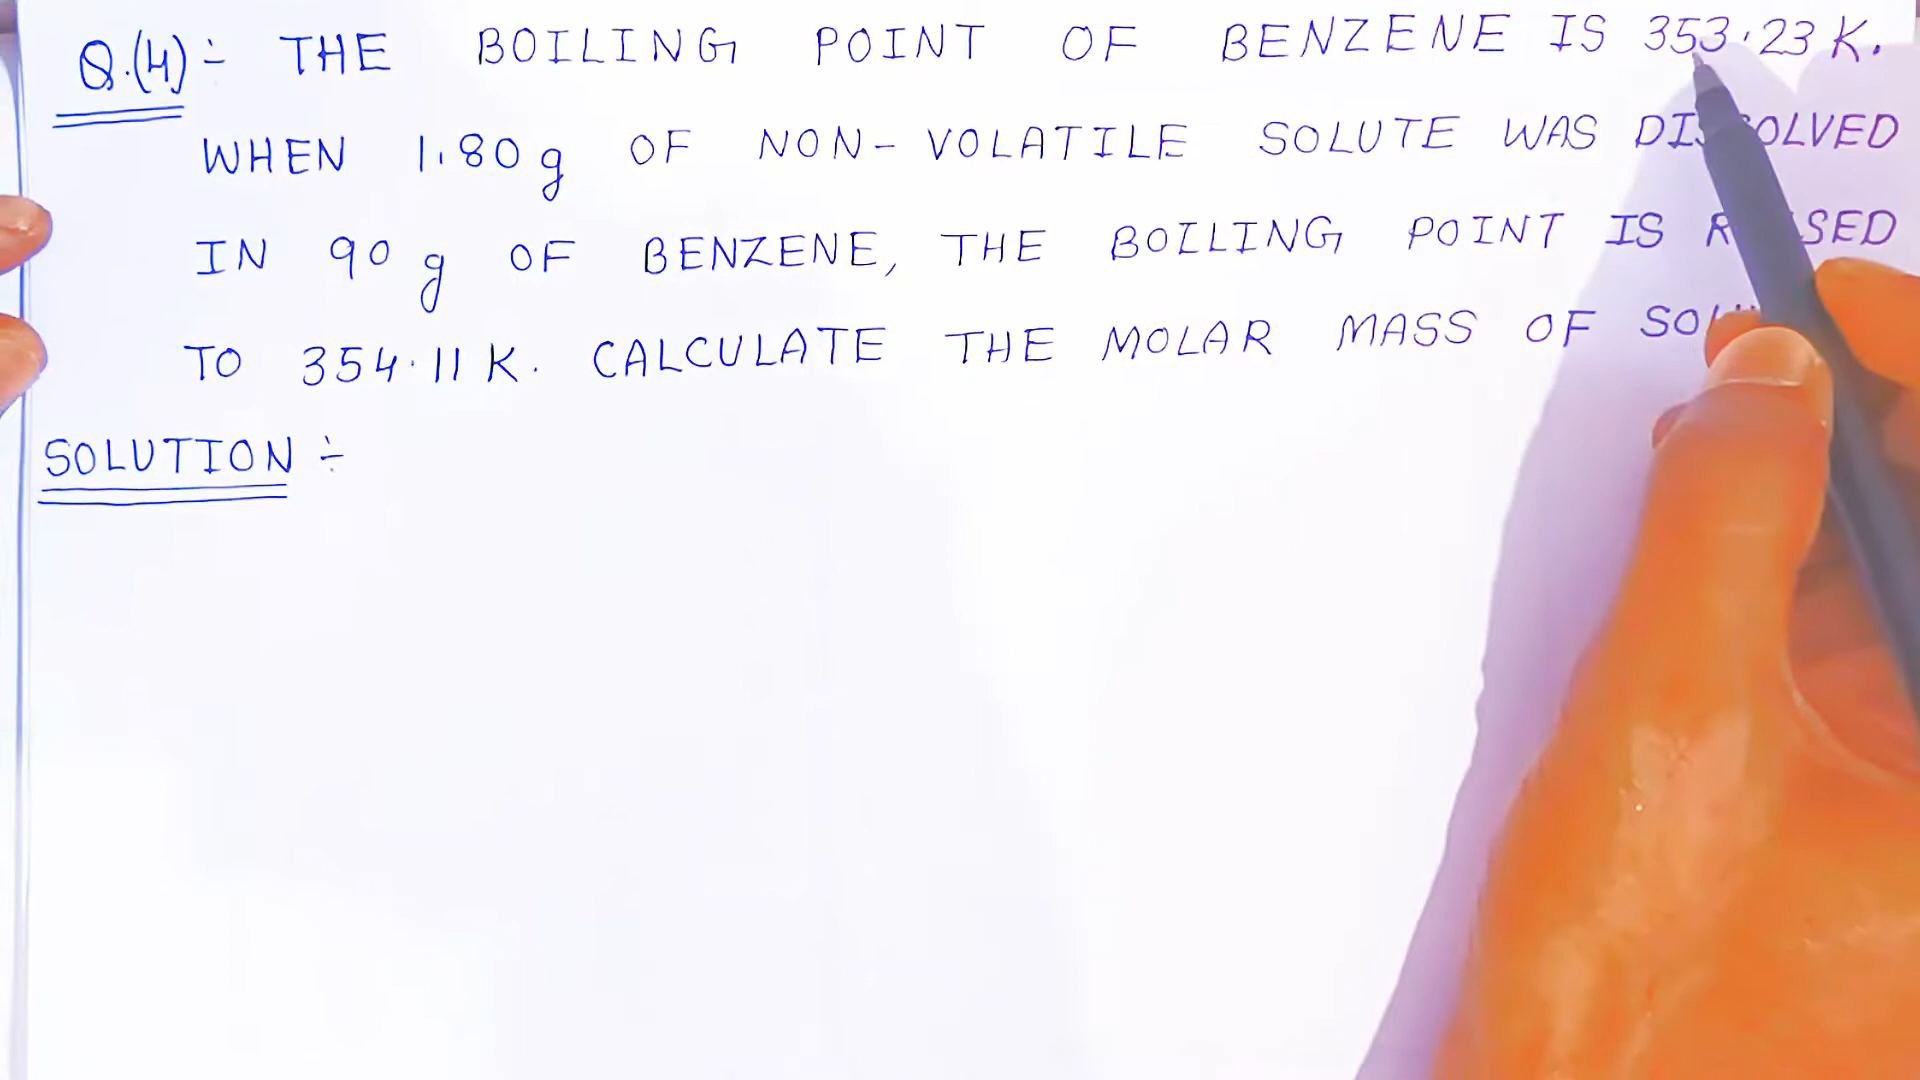 Q.(4):- THE BOILING POINT OF BENZENE IS 353.23 K.
WHEN 1.80 g OF NON-VOLATILE SOLUTE WAS
IN 90 g OF BENZENE, THE BOILING POINT IS
TO 354.11 K. CALCULATE THE MOLAR MASS OF
SOLUTION :-